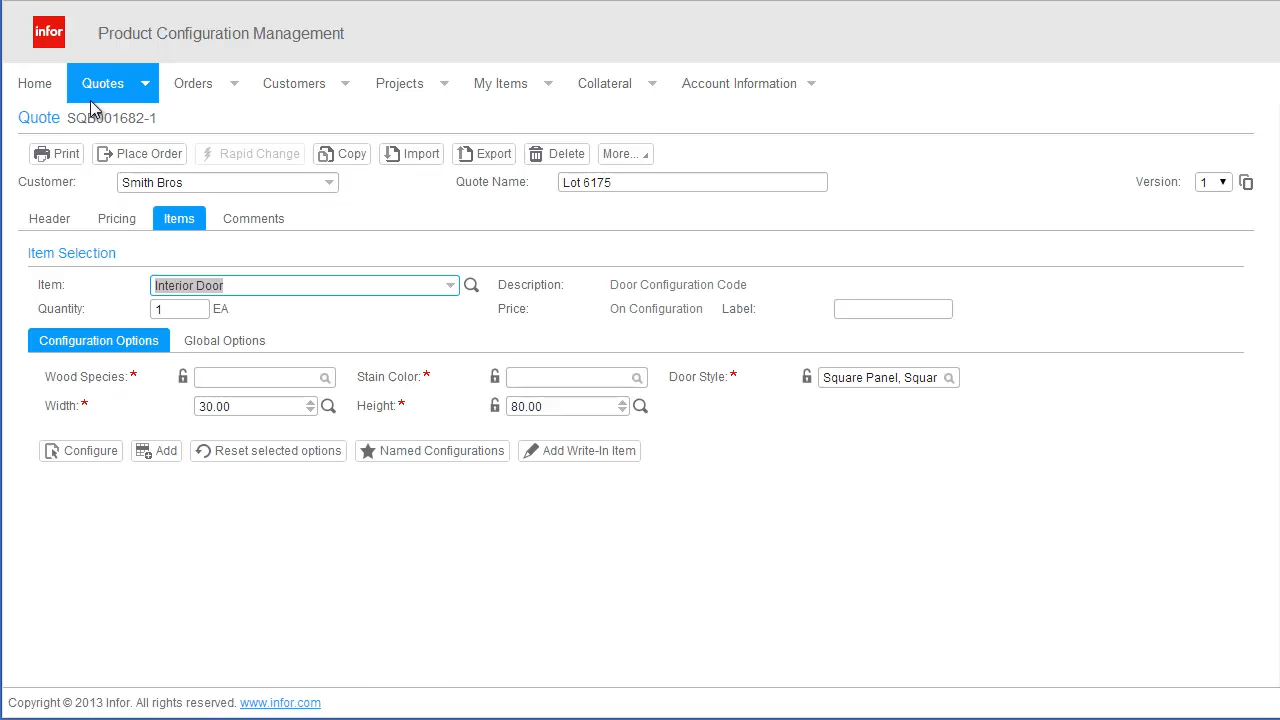 infor Product Configuration Management
Home Quotes Orders Customers Projects My Items Collateral Account Information
Quote SQB001682-1
Print Place Order Rapid Change Copy Import Export Delete More...
Customer: Smith Bros Quote Name: Lot 6175 Version: 1
Header Pricing Items Comments
Item Selection
Item: Interior Door Description: Door Configuration Code
Quantity: 1 EA Price: On Configuration Label:
Configuration Options Global Options
Wood Species:* Stain Color:* Door Style:* Square Panel, Squar
Width:* 30.00 Height:* 80.00
Configure Add Reset selected options Named Configurations Add Write-In Item
Copyright © 2013 Infor. All rights reserved. www.infor.com